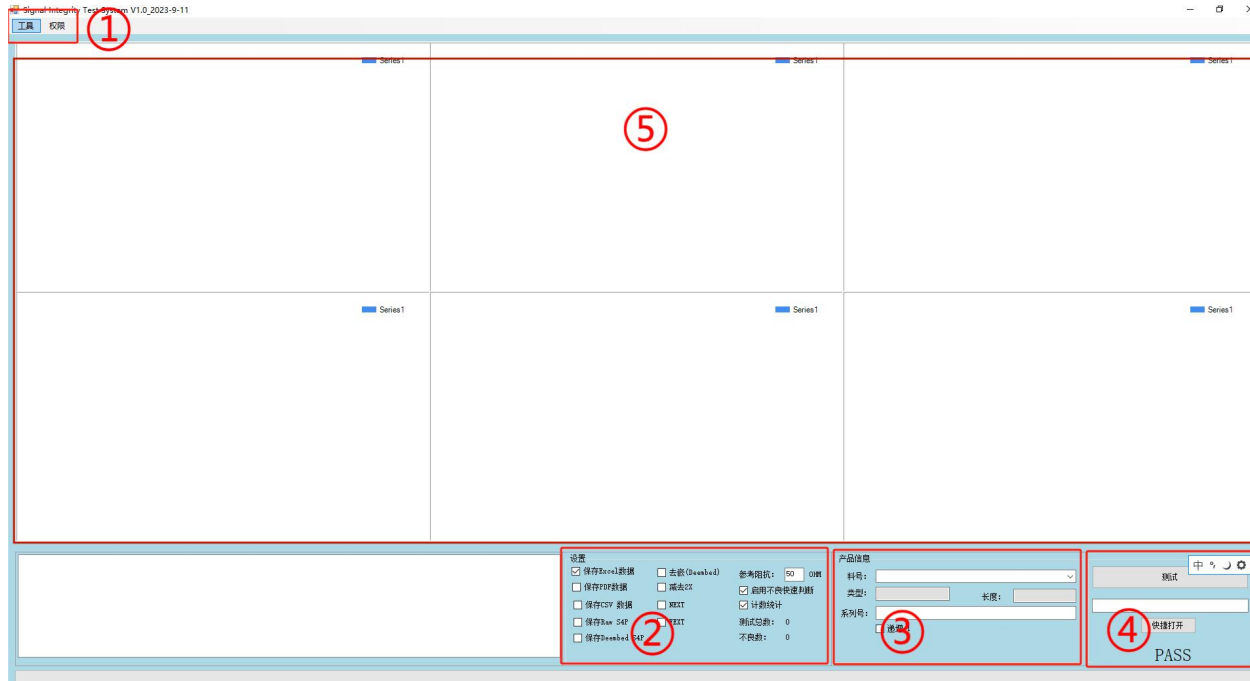 Signal Integrity Test System V1.0_2023-9-11
工具 权限
①
Series1 Series1 Series1
⑤
Series1 Series1 Series1
设置
保存Excel数据 去嵌(Deembed) 参考阻抗: 50 OHM
保存PDF数据 减去2X 启用不良快速判断
保存CSV 数据 NEXT 计数统计
保存Raw S4P FEXT 测试总数: 0
保存Deembed S4P 不良数: 0
②
产品信息
料号:
类型: 长度:
系列号:
③
中
测试
快捷打开
④
PASS